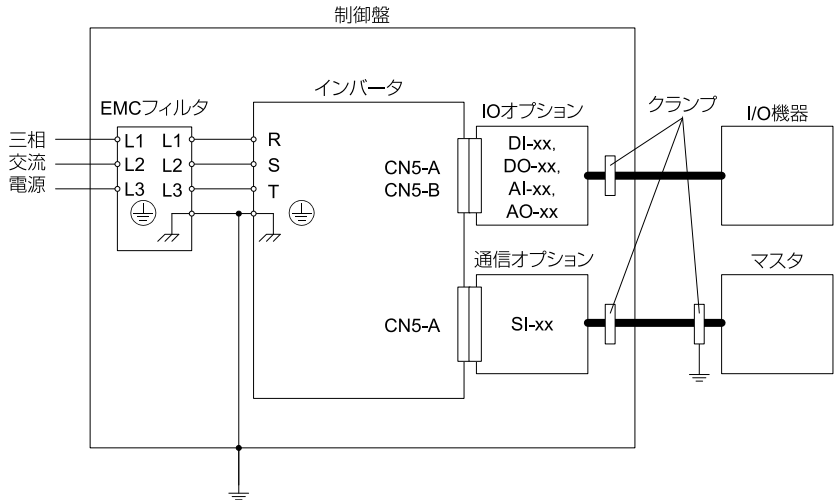 制御盤
インバータ
EMCフィルタ
三相
交流
電源
L1 L1
L2 L2
L3 L3
R
S
T
CN5-A
CN5-B
IOオプション
DI-xx,
DO-xx,
AI-xx,
AO-xx
クランプ
I/O機器
通信オプション
CN5-A
SI-xx
マスタ